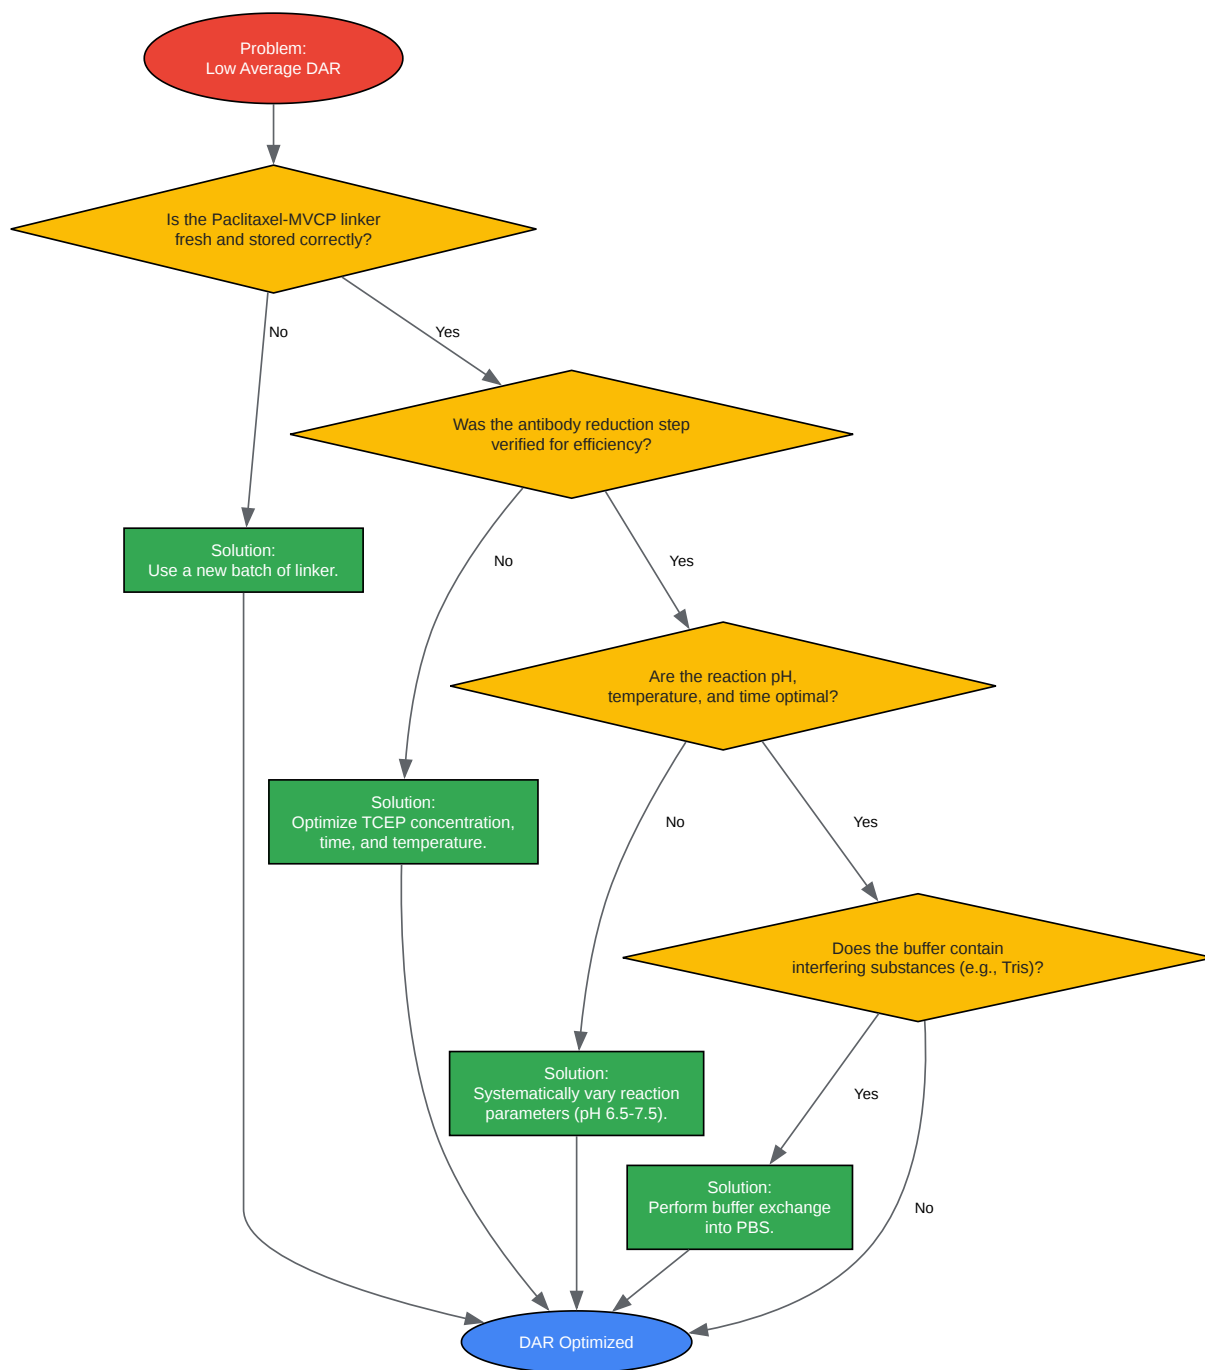 Problem:
Low Average DAR
Is the Paclitaxel-MVCP linker
fresh and stored correctly?
No
Yes
Was the antibody reduction step
verified for efficiency?
Solution:
Use a new batch of linker.
No
Yes
Are the reaction pH,
temperature, and time optimal?
Solution:
Optimize TCEP concentration,
time, and temperature.
No
Yes
Does the buffer contain
interfering substances (e.g., Tris)?
Solution:
Systematically vary reaction
parameters (pH 6.5-7.5).
Yes
Solution:
Perform buffer exchange
into PBS.
No
DAR Optimized